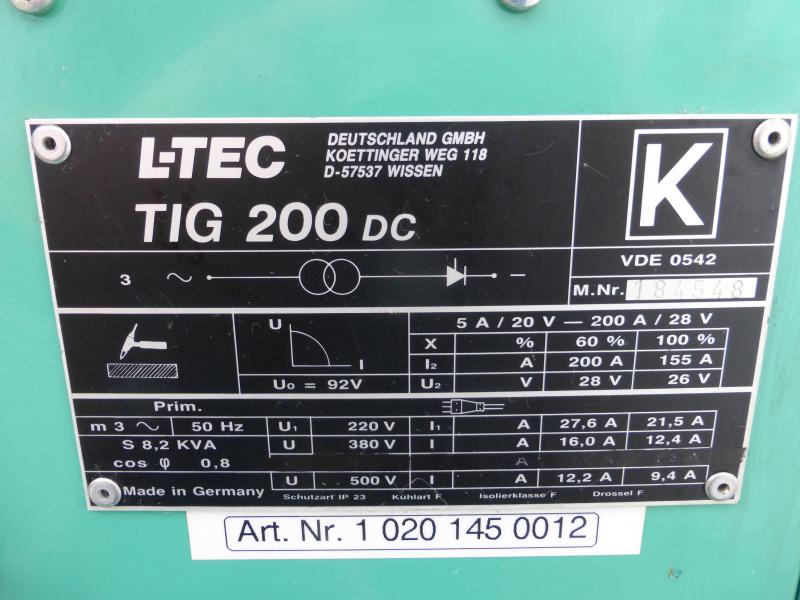 L-TEC
DEUTSCHLAND GMBH
KOETTINGER WEG 118
D-57537 WISSEN
TIG 200 DC
K
VDE 0542
3 ~ —
M.Nr. 184548
U
I
U₀ = 92V
5 A / 20 V — 200 A / 28 V
X % 60 % 100 %
I₂ A 200 A 155 A
U₂ V 28 V 26 V
Prim.
m 3 ~ 50 Hz U₁ 220 V I₁ A 27,6 A 21,5 A
S 8,2 KVA U 380 V I A 16,0 A 12,4 A
cos φ 0,8 A
U 500 V I A 12,2 A 9,4 A
Made in Germany Schutzart IP 23 Kühlart F Isolierklasse F Drossel F
Art. Nr. 1 020 145 0012